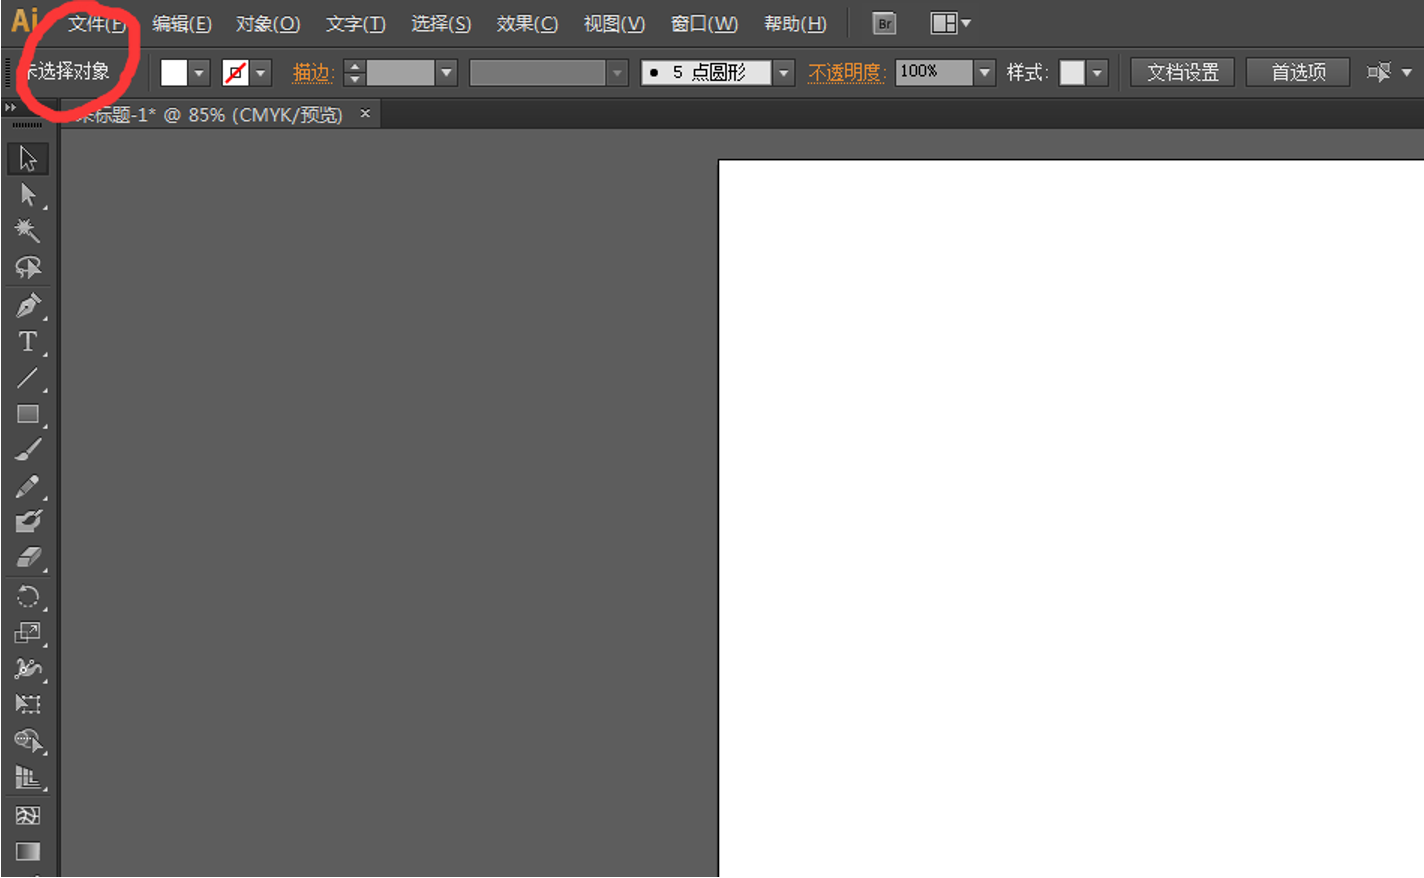 Ai 文件(F) 编辑(E) 对象(O) 文字(T) 选择(S) 效果(C) 视图(V) 窗口(W) 帮助(H) Br
未选择对象 描边: 5 点圆形 不透明度: 100% 样式: 文档设置 首选项
未标题-1* @ 85% (CMYK/预览) ×
T